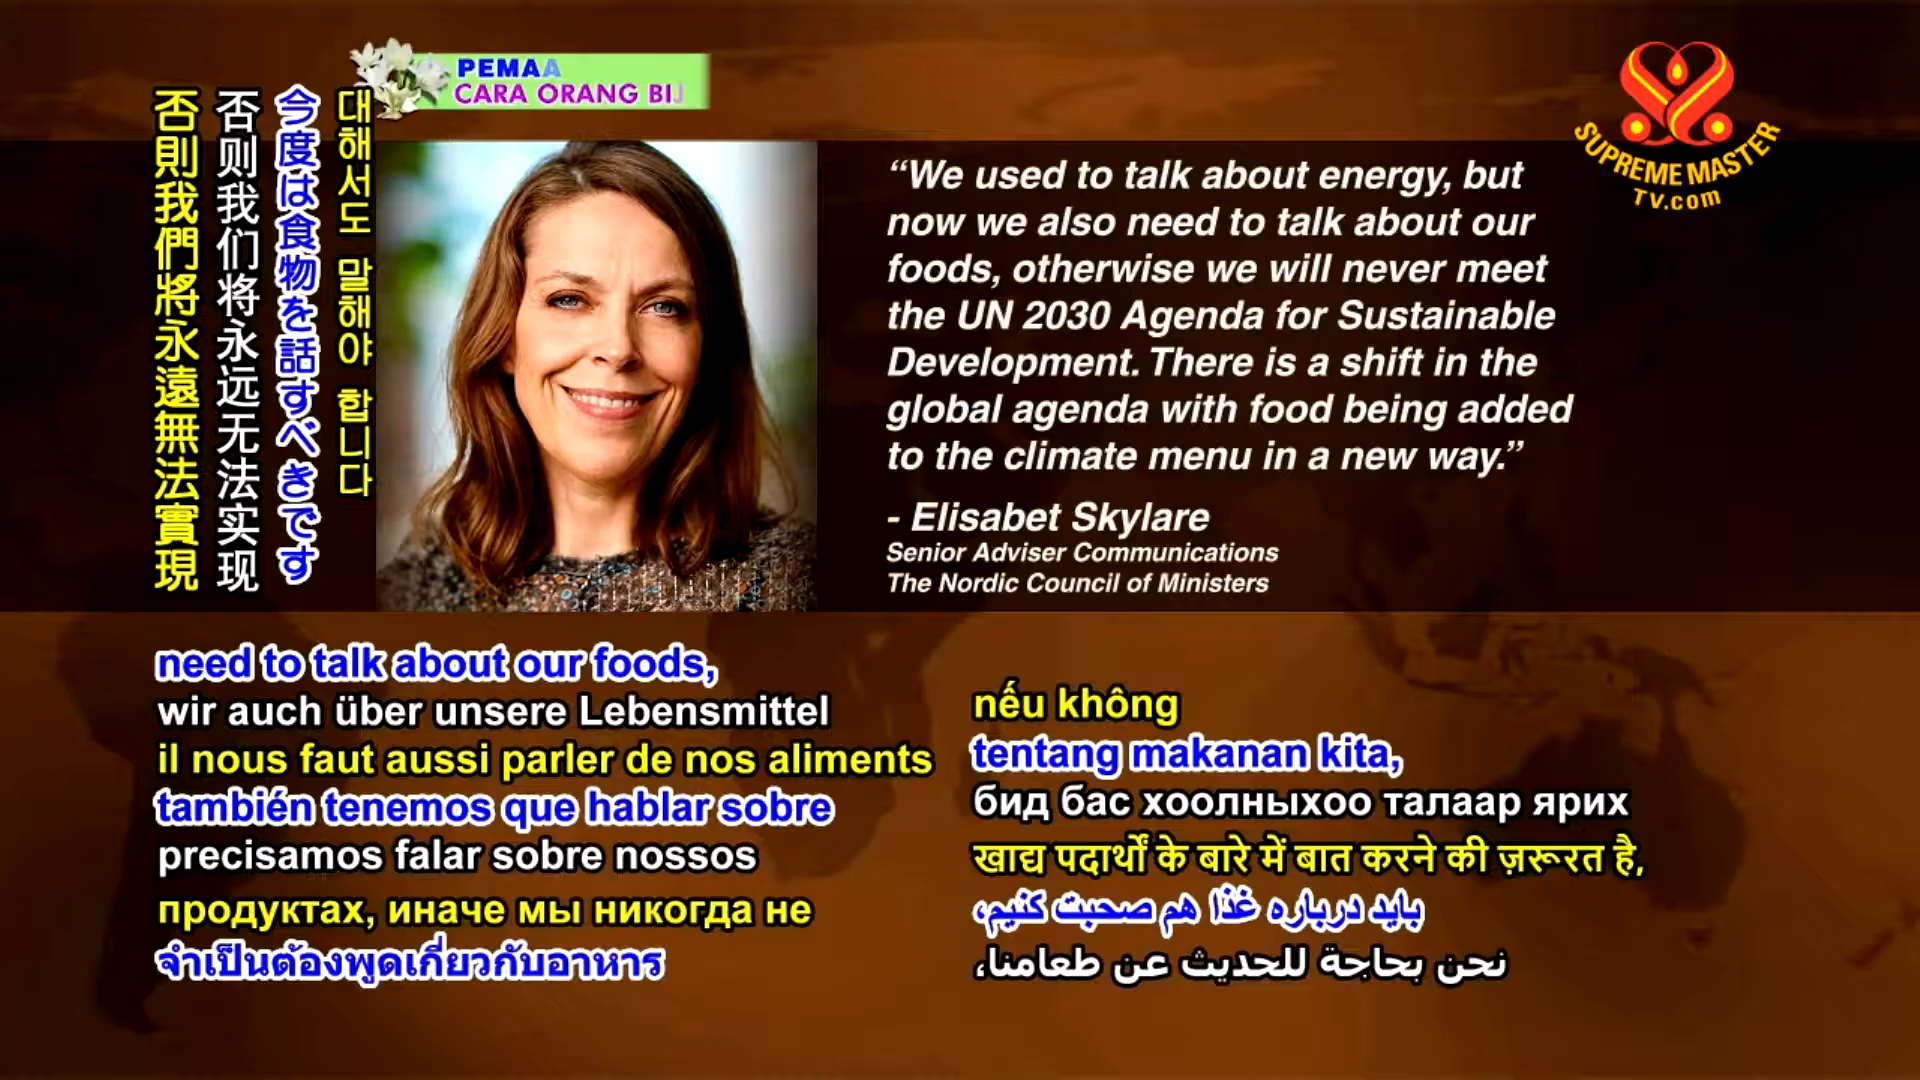 PEMAA
CARA ORANG BIJ
SUPREME MASTER
TV.com
否則我們將永遠無法實現
否则我们将永远无法实现
今度は食物を話すべきです
대해서도 말해야 합니다
“We used to talk about energy, but
now we also need to talk about our
foods, otherwise we will never meet
the UN 2030 Agenda for Sustainable
Development. There is a shift in the
global agenda with food being added
to the climate menu in a new way.”
- Elisabet Skylare
Senior Adviser Communications
The Nordic Council of Ministers
need to talk about our foods,
wir auch über unsere Lebensmittel
il nous faut aussi parler de nos aliments
también tenemos que hablar sobre
precisamos falar sobre nossos
продуктах, иначе мы никогда не
จำเป็นต้องพูดเกี่ยวกับอาหาร
nếu không
tentang makanan kita,
бид бас хоолныхоо талаар ярих
खाद्य पदार्थों के बारे में बात करने की ज़रूरत है,
باید درباره غذا هم صحبت کنیم،
نحن بحاجة للحديث عن طعامنا،